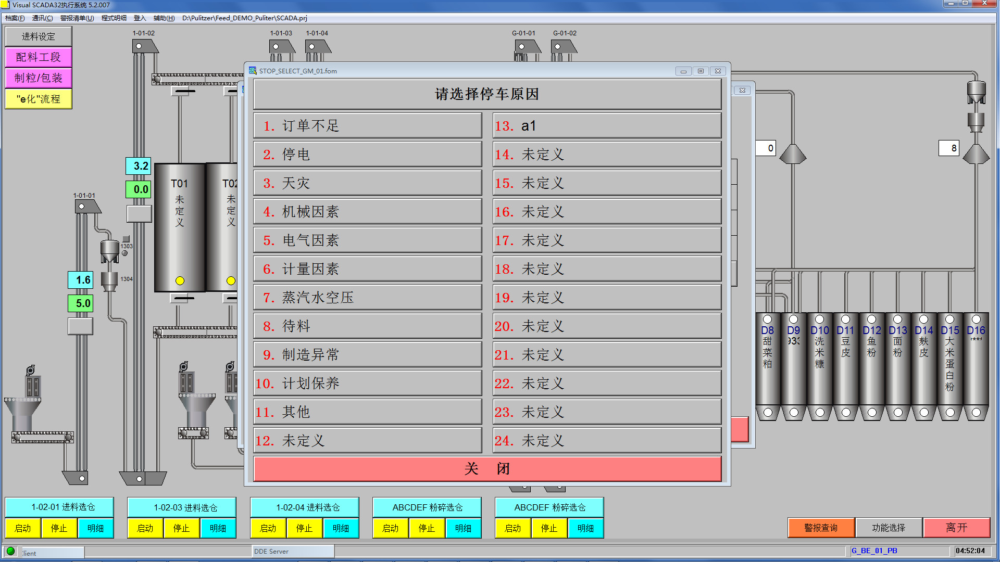 Visual SCADA32执行系统 5.2.007
档案(F) 通讯(C) 警报清单(U) 程式明细 登入 辅助(H) D:\Pulitzer\Feed_DEMO_Puliter\SCADA.prj
进料设定
配料工段
制粒/包装
"e化"流程
1-01-02
1-01-03
1-01-04
G-01-01
G-01-02
STOP_SELECT_GM_01.fom
请选择停车原因
1. 订单不足
2. 停电
3. 天灾
4. 机械因素
5. 电气因素
6. 计量因素
7. 蒸汽水空压
8. 待料
9. 制造异常
10. 计划保养
11. 其他
12. 未定义
13. a1
14. 未定义
15. 未定义
16. 未定义
17. 未定义
18. 未定义
19. 未定义
20. 未定义
21. 未定义
22. 未定义
23. 未定义
24. 未定义
关 闭
3.2
0.0
1-01-01
1303
1304
1.6
5.0
T01
未定义
T02
未定义
0
8
D8
甜菜粕
D9
933
D10
洗米糠
D11
豆皮
D12
鱼粉
D13
面粉
D14
麸皮
D15
大米蛋白粉
D16
****
1-02-01 进料选仓
启动 停止 明细
1-02-03 进料选仓
启动 停止 明细
1-02-04 进料选仓
启动 停止 明细
ABCDEF 粉碎选仓
启动 停止 明细
ABCDEF 粉碎选仓
启动 停止 明细
警报查询 功能选择 离开
Client
DDE Server
G_BE_01_PB
04:52:04